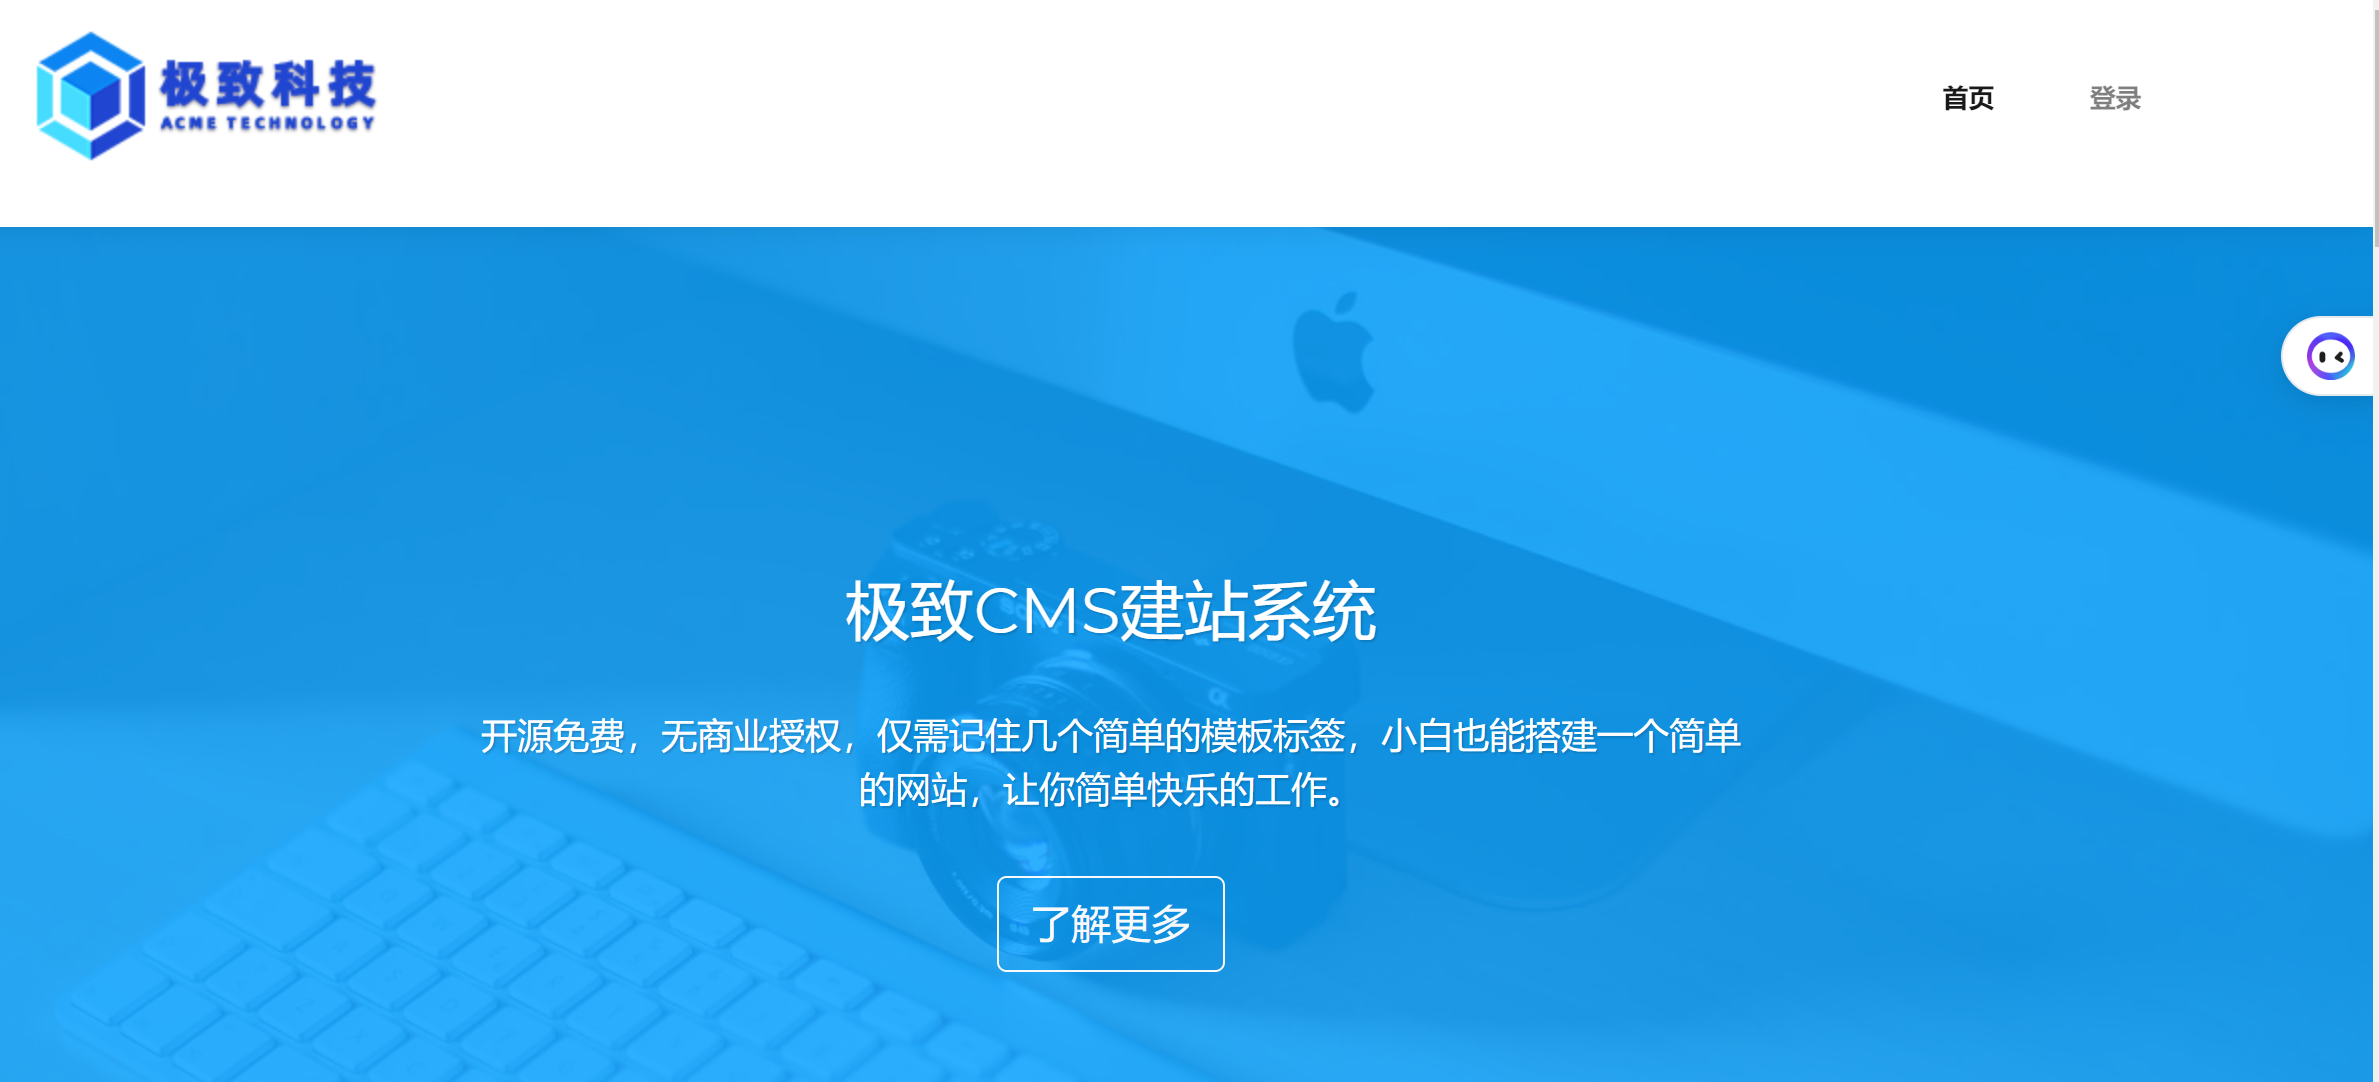 极致科技
ACME TECHNOLOGY
首页
登录
极致CMS建站系统
开源免费，无商业授权，仅需记住几个简单的模板标签，小白也能搭建一个简单
的网站，让你简单快乐的工作。
了解更多